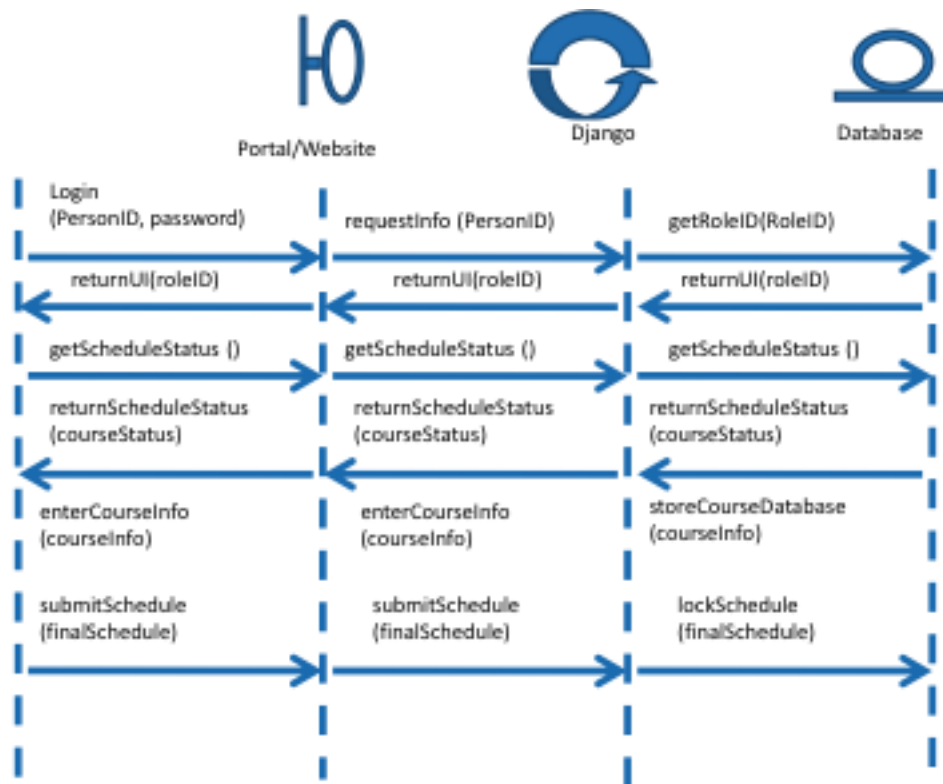 Portal/Website
Django
Database
Login
(PersonID, password)
requestInfo (PersonID)
getRoleID(RoleID)
returnUI(roleID)
returnUI(roleID)
returnUI(roleID)
getScheduleStatus ()
getScheduleStatus ()
getScheduleStatus ()
returnScheduleStatus
(courseStatus)
returnScheduleStatus
(courseStatus)
returnScheduleStatus
(courseStatus)
enterCourseInfo
(courseInfo)
enterCourseInfo
(courseInfo)
storeCourseDatabase
(courseInfo)
submitSchedule
(finalSchedule)
submitSchedule
(finalSchedule)
lockSchedule
(finalSchedule)